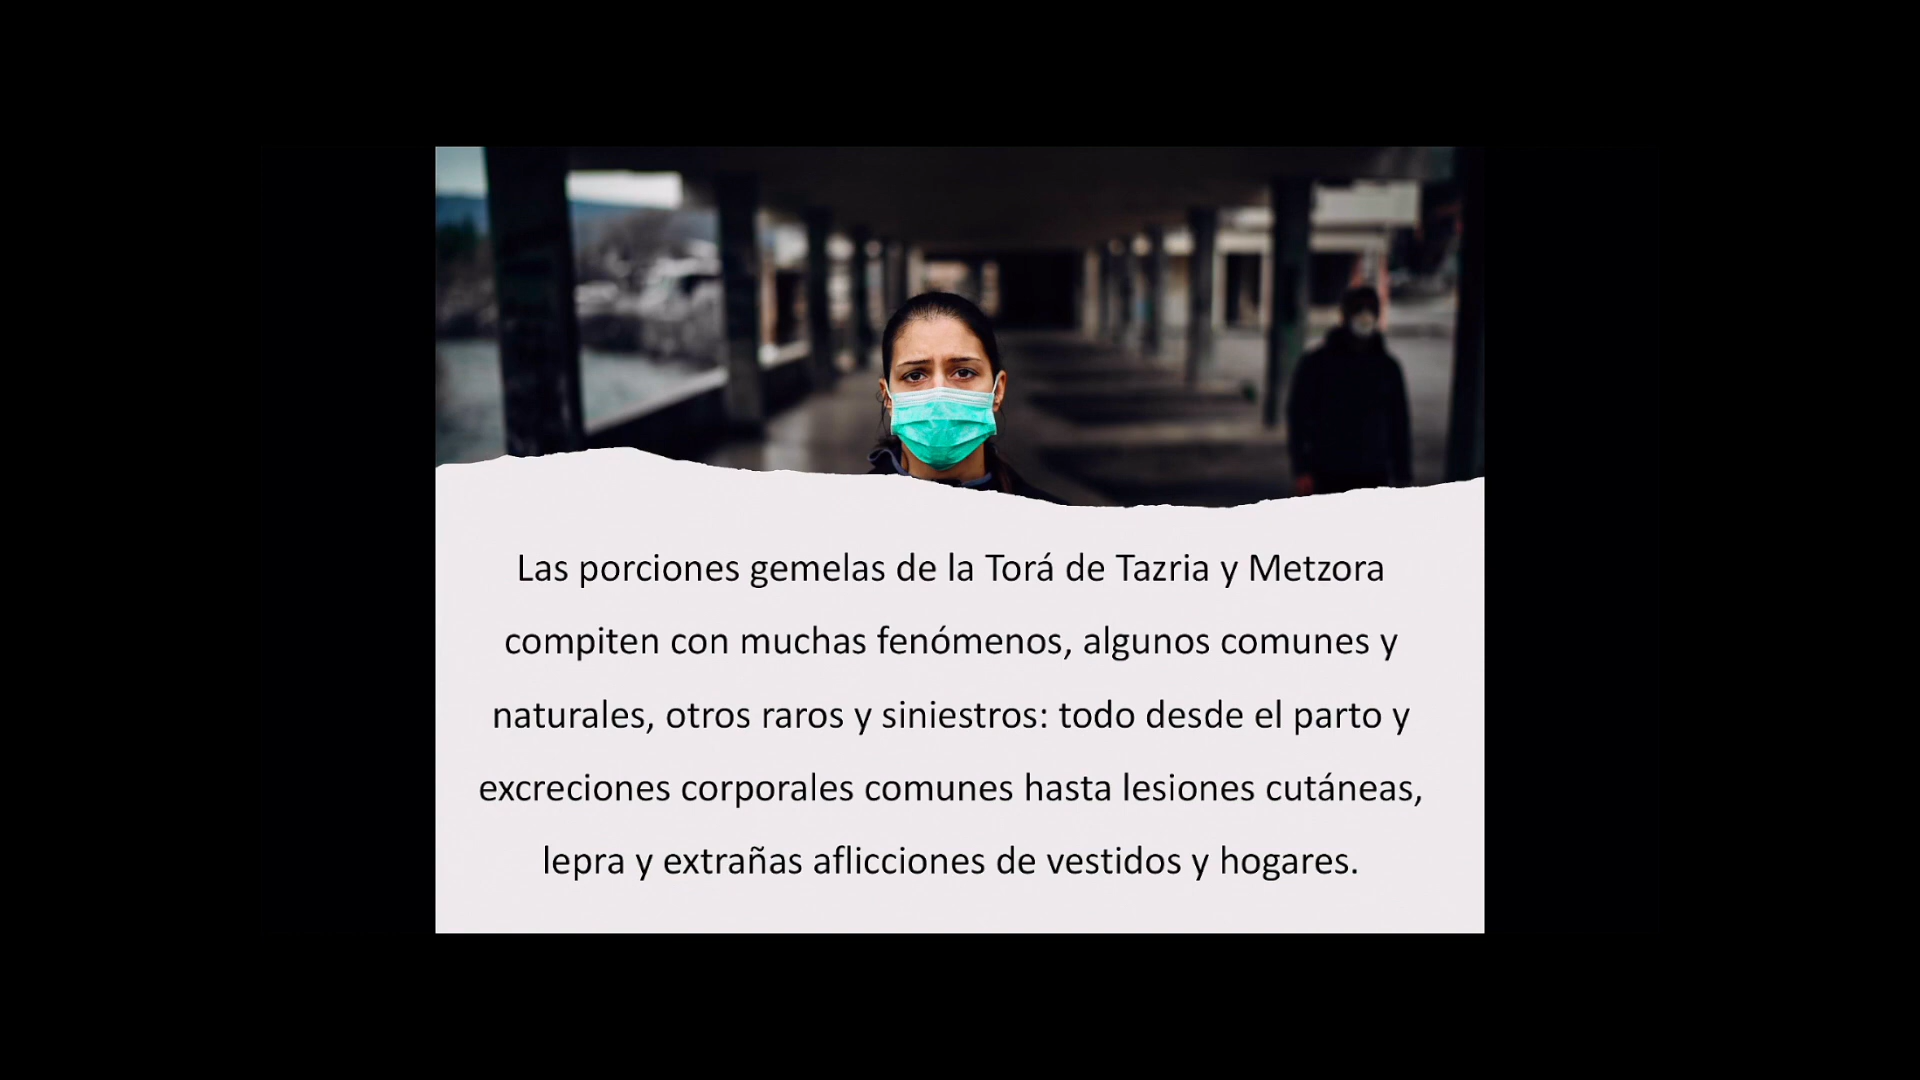 Las porciones gemelas de la Torá de Tazria y Metzora
compiten con muchas fenómenos, algunos comunes y
naturales, otros raros y siniestros: todo desde el parto y
excreciones corporales comunes hasta lesiones cutáneas,
lepra y extrañas aflicciones de vestidos y hogares.